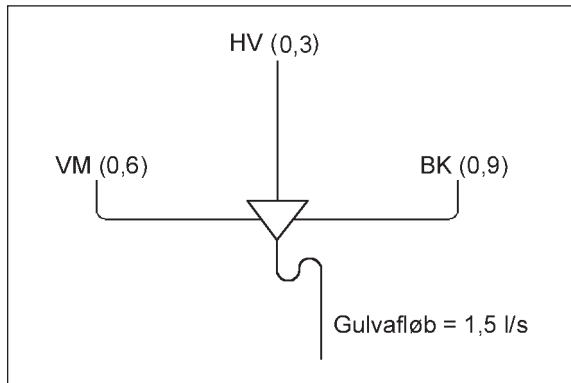 HV (0,3)
VM (0,6)
BK (0,9)
Gulvafløb = 1,5 l/s